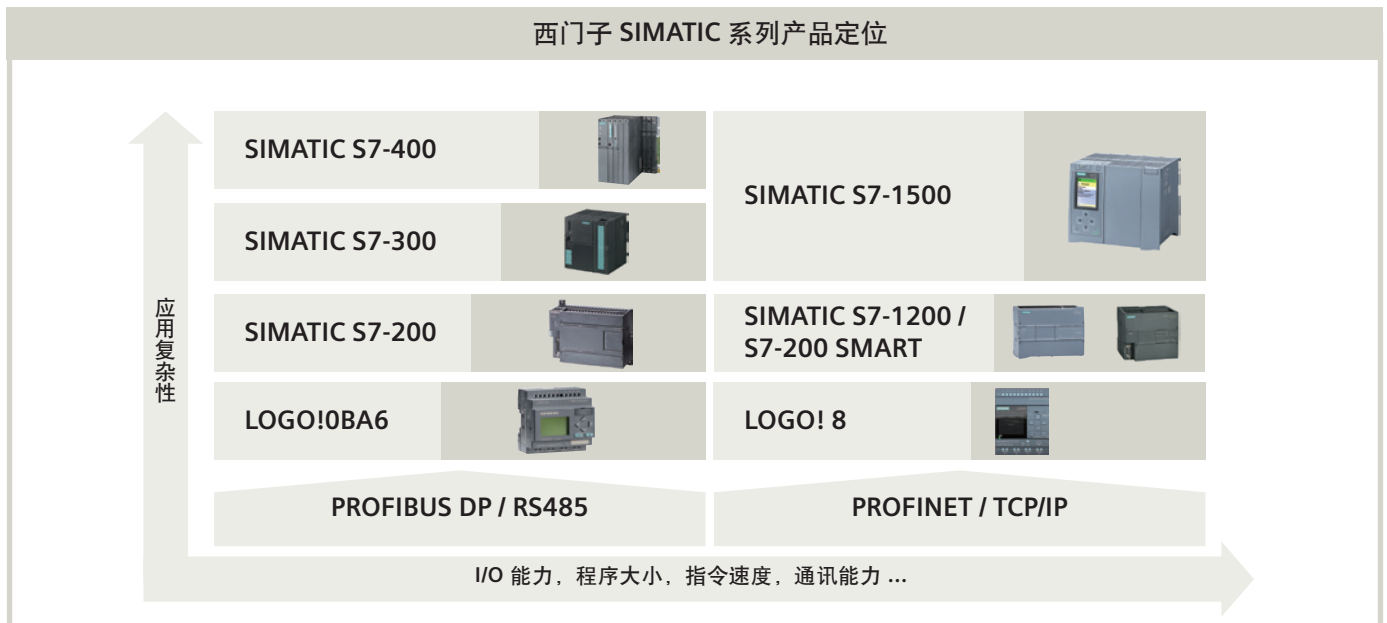 西门子 SIMATIC 系列产品定位
SIMATIC S7-400
SIMATIC S7-300
SIMATIC S7-200
LOGO!0BA6
PROFIBUS DP / RS485
SIMATIC S7-1500
SIMATIC S7-1200 /
S7-200 SMART
LOGO! 8
PROFINET / TCP/IP
应用复杂性
I/O 能力，程序大小，指令速度，通讯能力 ...